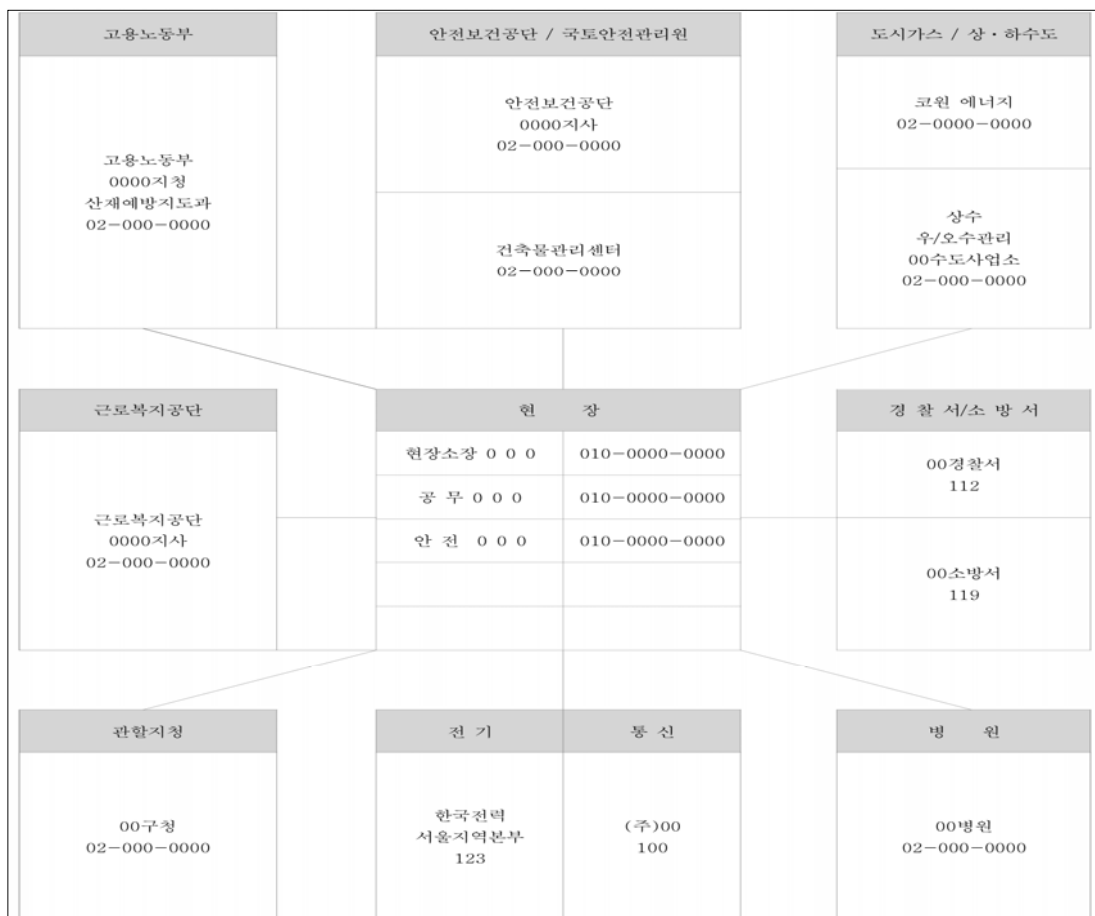 고용노동부
고용노동부
0000지청
산재예방지도과
02-000-0000
안전보건공단 / 국토안전관리원
안전보건공단
0000지사
02-000-0000
건축물관리센터
02-000-0000
도시가스 / 상·하수도
코원 에너지
02-0000-0000
상수
우/오수관리
00수도사업소
02-000-0000
근로복지공단
근로복지공단
0000지사
02-000-0000
현 장
현장소장 0 0 0 010-0000-0000
공 무 0 0 0 010-0000-0000
안 전 0 0 0 010-0000-0000
경 찰 서/소 방 서
00경찰서
112
00소방서
119
관할지청
00구청
02-000-0000
전 기
한국전력
서울지역본부
123
통 신
(주)00
100
병 원
00병원
02-000-0000